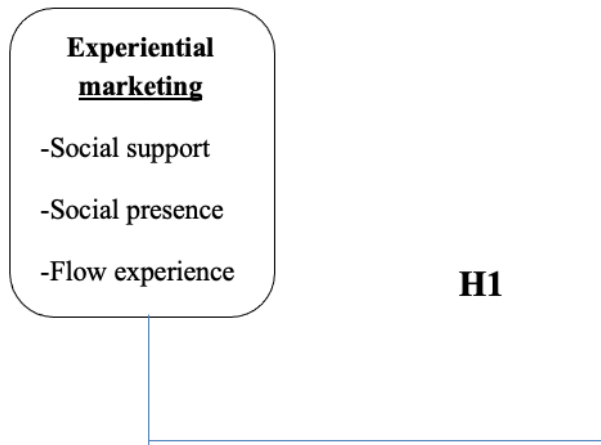 Experiential
marketing
-Social support
-Social presence
-Flow experience
H1